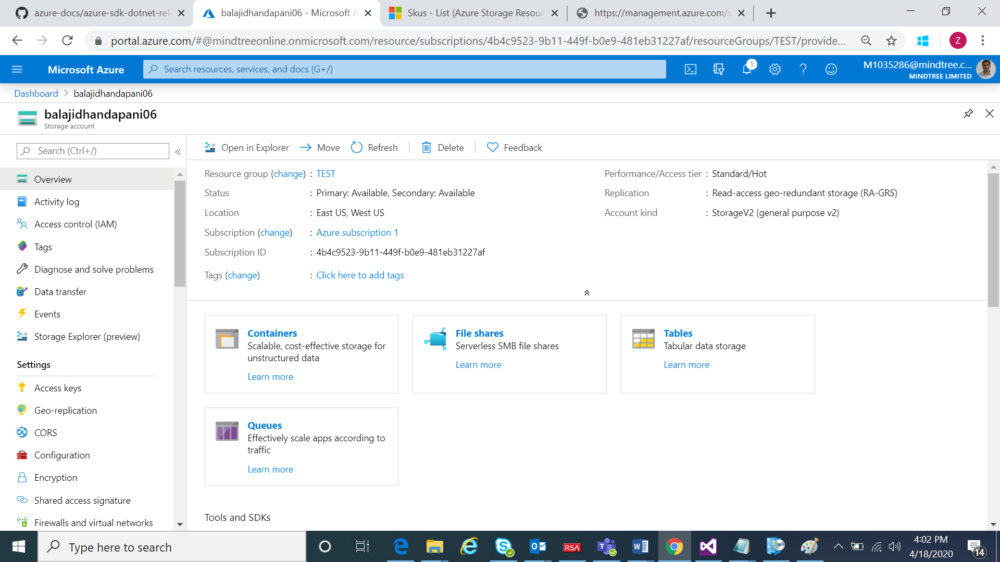 azure-docs/azure-sdk-dotnet-rel
balajidhandapani06 - Microsoft A
Skus - List (Azure Storage Resour
https://management.azure.com/s
portal.azure.com/#@mindtreeonline.onmicrosoft.com/resource/subscriptions/4b4c9523-9b11-449f-b0e9-481eb31227af/resourceGroups/TEST/provide...
Z
Microsoft Azure
Search resources, services, and docs (G+/)
1
M1035286@mindtree.c...
MINDTREE LIMITED
Dashboard > balajidhandapani06
balajidhandapani06
Storage account
Search (Ctrl+/)
«
Open in Explorer
Move
Refresh
Delete
Feedback
Overview
Activity log
Access control (IAM)
Tags
Diagnose and solve problems
Data transfer
Events
Storage Explorer (preview)
Settings
Access keys
Geo-replication
CORS
Configuration
Encryption
Shared access signature
Firewalls and virtual networks
Resource group (change) : TEST
Status : Primary: Available, Secondary: Available
Location : East US, West US
Subscription (change) : Azure subscription 1
Subscription ID : 4b4c9523-9b11-449f-b0e9-481eb31227af
Tags (change) : Click here to add tags
Performance/Access tier : Standard/Hot
Replication : Read-access geo-redundant storage (RA-GRS)
Account kind : StorageV2 (general purpose v2)
Containers
Scalable, cost-effective storage for
unstructured data
Learn more
File shares
Serverless SMB file shares
Learn more
Tables
Tabular data storage
Learn more
Queues
Effectively scale apps according to
traffic
Learn more
Tools and SDKs
Type here to search
RSA
4:02 PM
4/18/2020
14